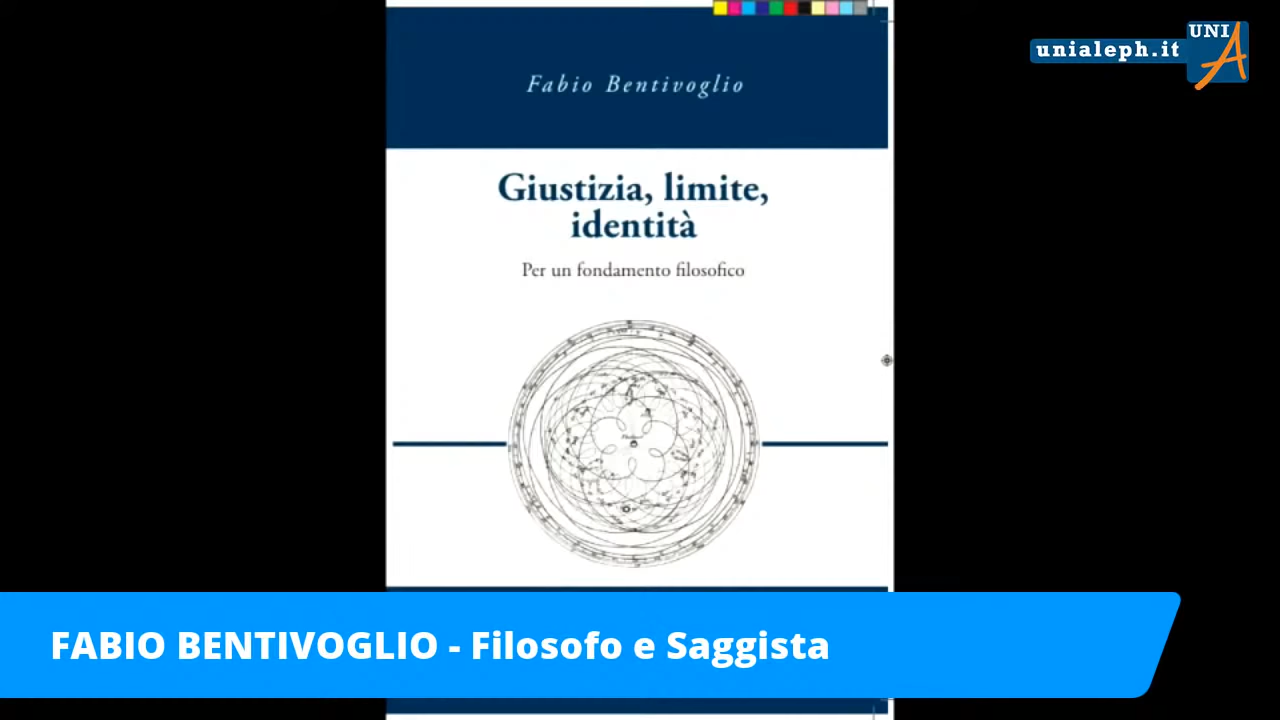 UNI
unialeph.it
Fabio Bentivoglio
Giustizia, limite,
identità
Per un fondamento filosofico
FABIO BENTIVOGLIO - Filosofo e Saggista